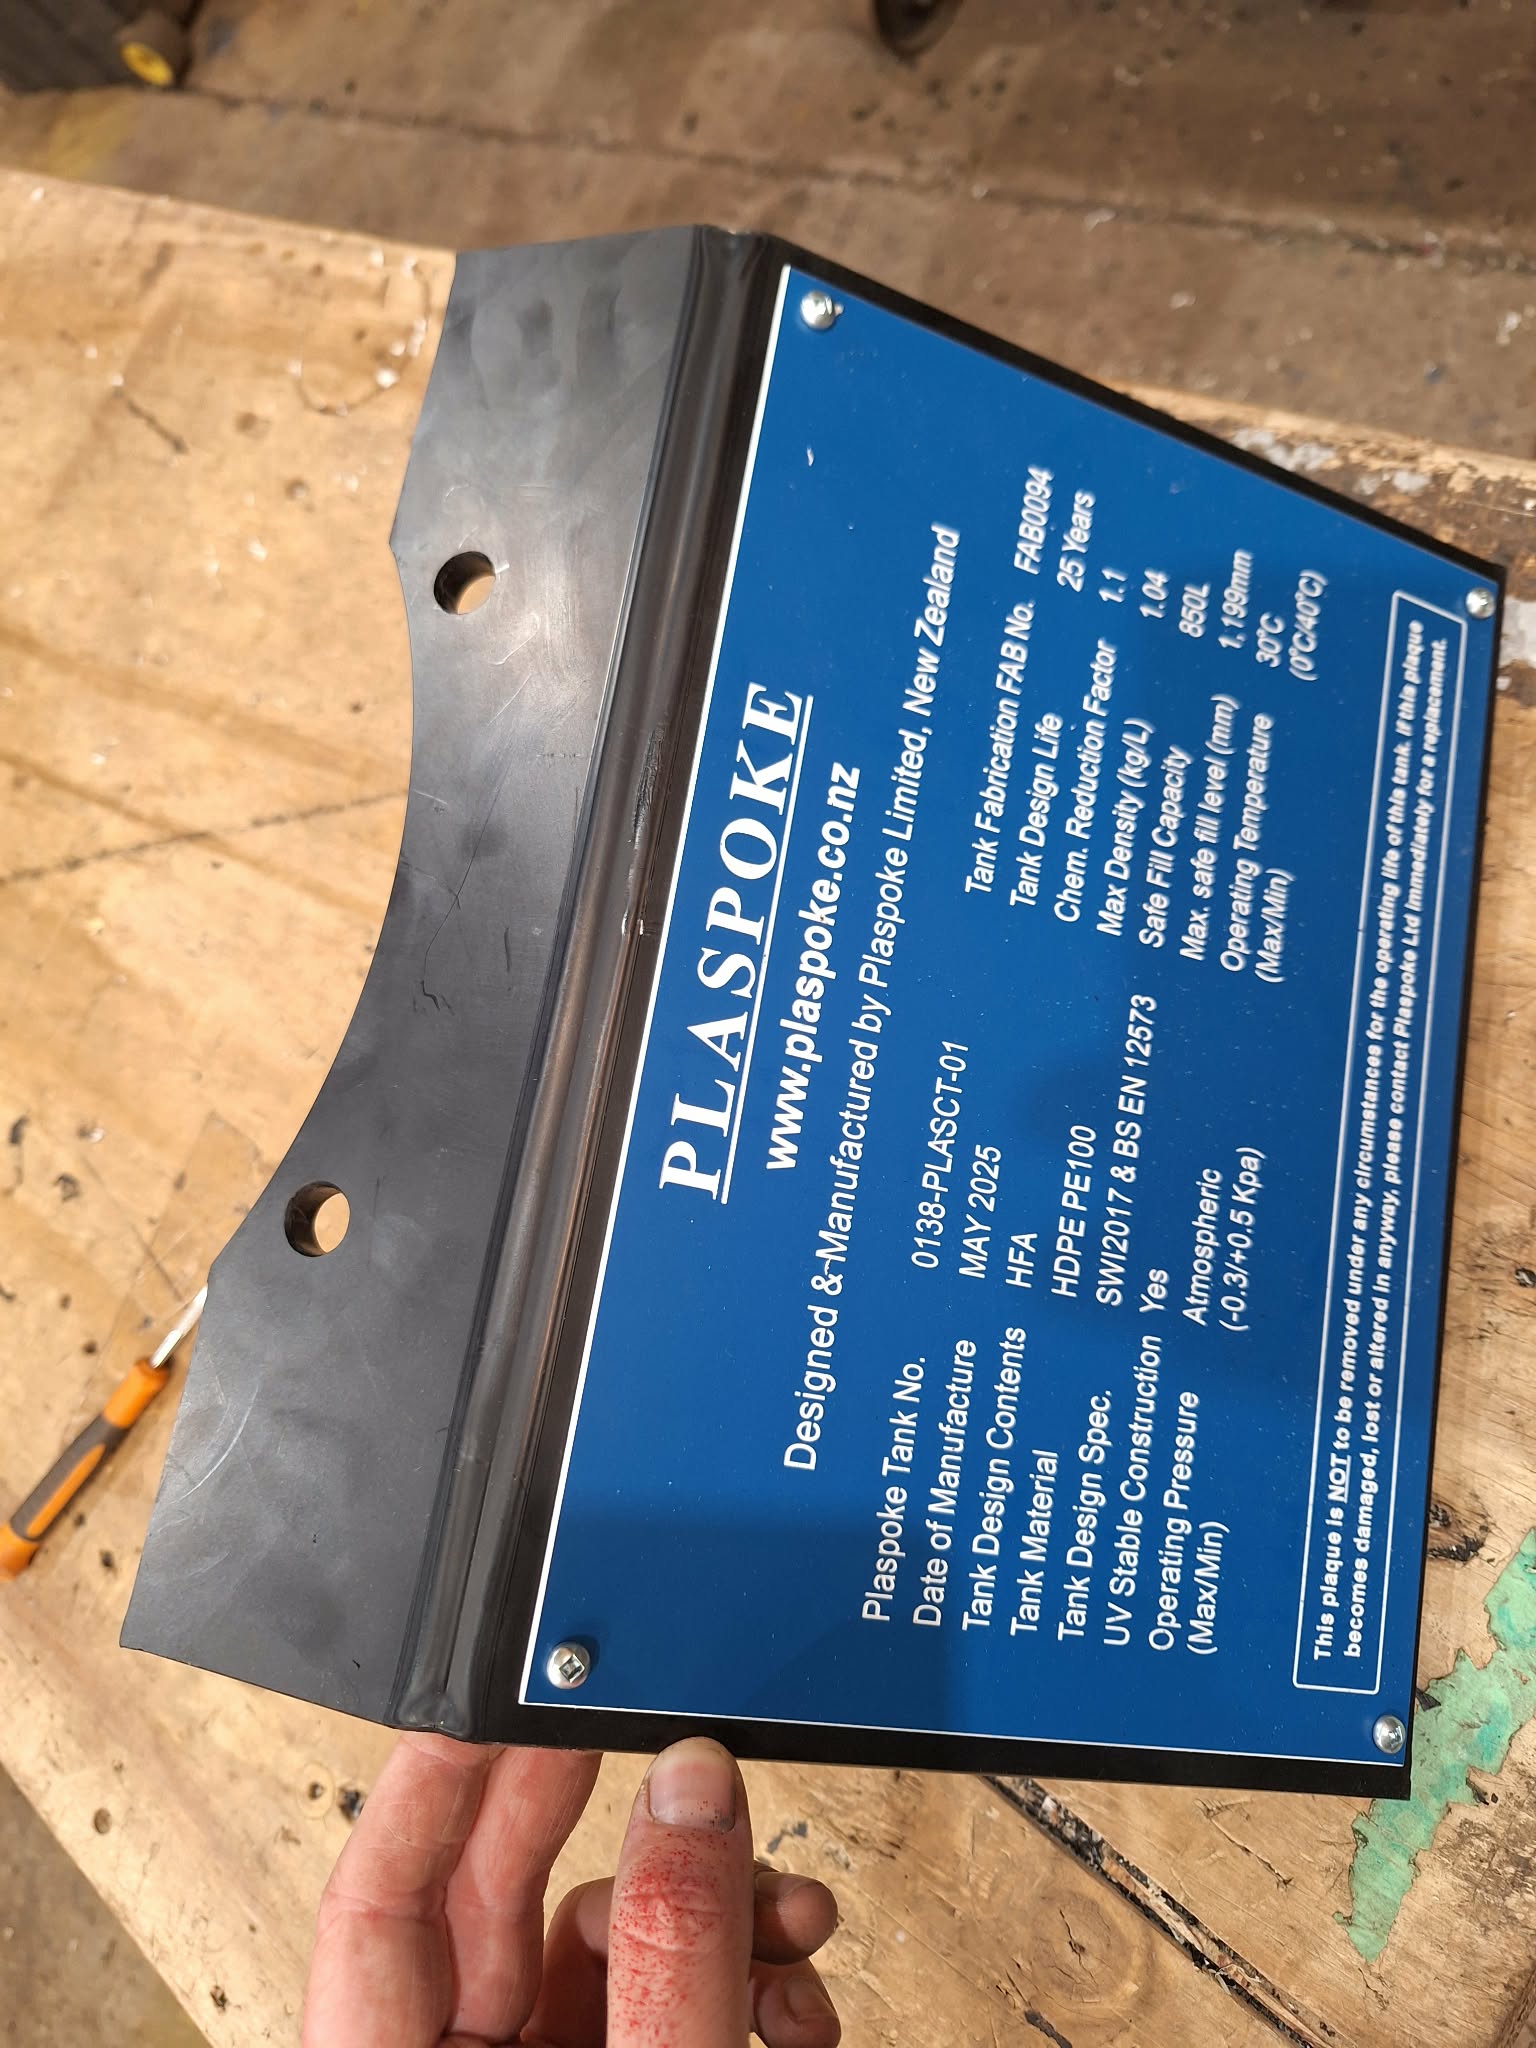 PLASPOKE
www.plaspoke.co.nz
Designed & Manufactured by Plaspoke Limited, New Zealand
Plaspoke Tank No. 0138-PLASCT-01
Date of Manufacture MAY 2025
Tank Design Contents HFA
Tank Material HDPE PE100
Tank Design Spec. SWI2017 & BS EN 12573
UV Stable Construction Yes
Operating Pressure Atmospheric
(Max/Min) (-0.3/+0.5 Kpa)
Tank Fabrication FAB No. FAB0094
Tank Design Life 25 Years
Chem. Reduction Factor 1.1
Max Density (kg/L) 1.04
Safe Fill Capacity 850L
Max. safe fill level (mm) 1,199mm
Operating Temperature 30°C
(Max/Min) (0°C/40°C)
This plaque is NOT to be removed under any circumstances for the operating life of this tank. If this plaque
becomes damaged, lost or altered in anyway, please contact Plaspoke Ltd immediately for a replacement.